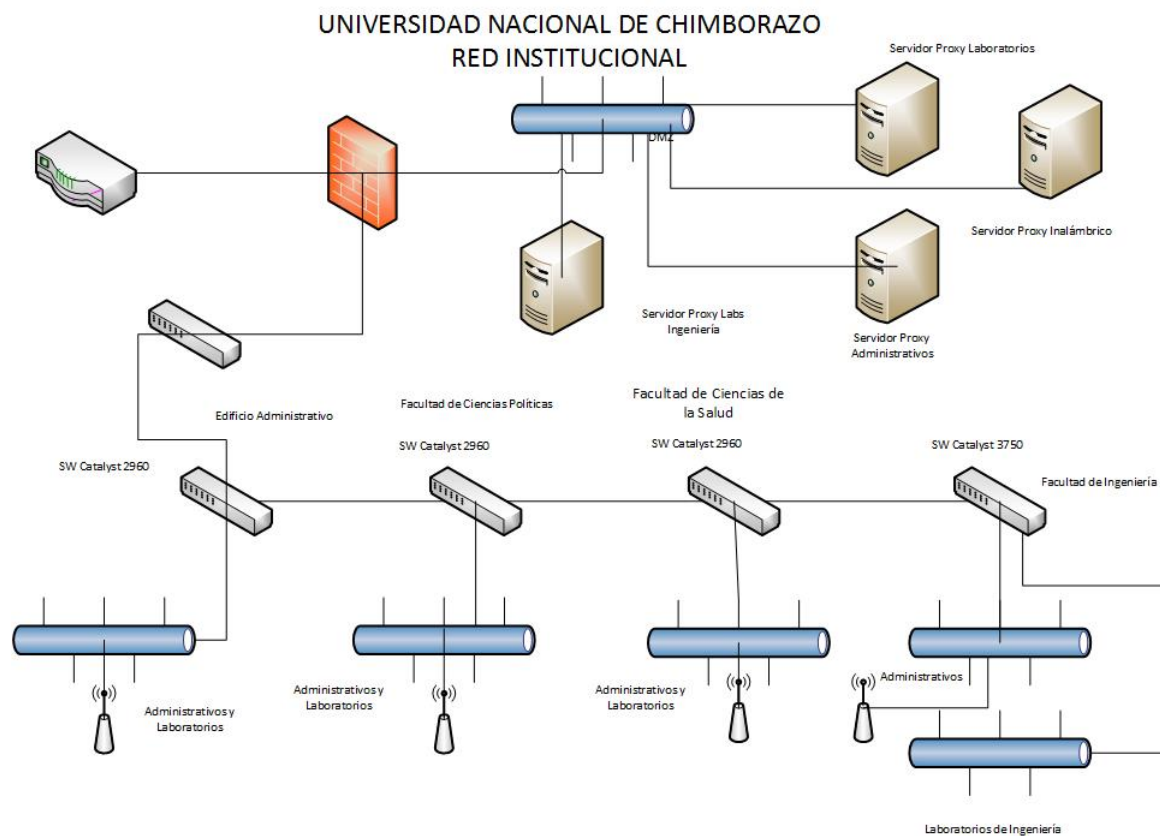 UNIVERSIDAD NACIONAL DE CHIMBORAZO
RED INSTITUCIONAL
Servidor Proxy Laboratorios
DMZ
Servidor Proxy Inalámbrico
Servidor Proxy Labs
Ingeniería
Servidor Proxy
Administrativos
Edificio Administrativo
Facultad de Ciencias Políticas
Facultad de Ciencias de
la Salud
SW Catalyst 2960
SW Catalyst 2960
SW Catalyst 2960
SW Catalyst 3750
Facultad de Ingeniería
Administrativos y
Laboratorios
Administrativos y
Laboratorios
Administrativos y
Laboratorios
Administrativos
Laboratorios de Ingeniería